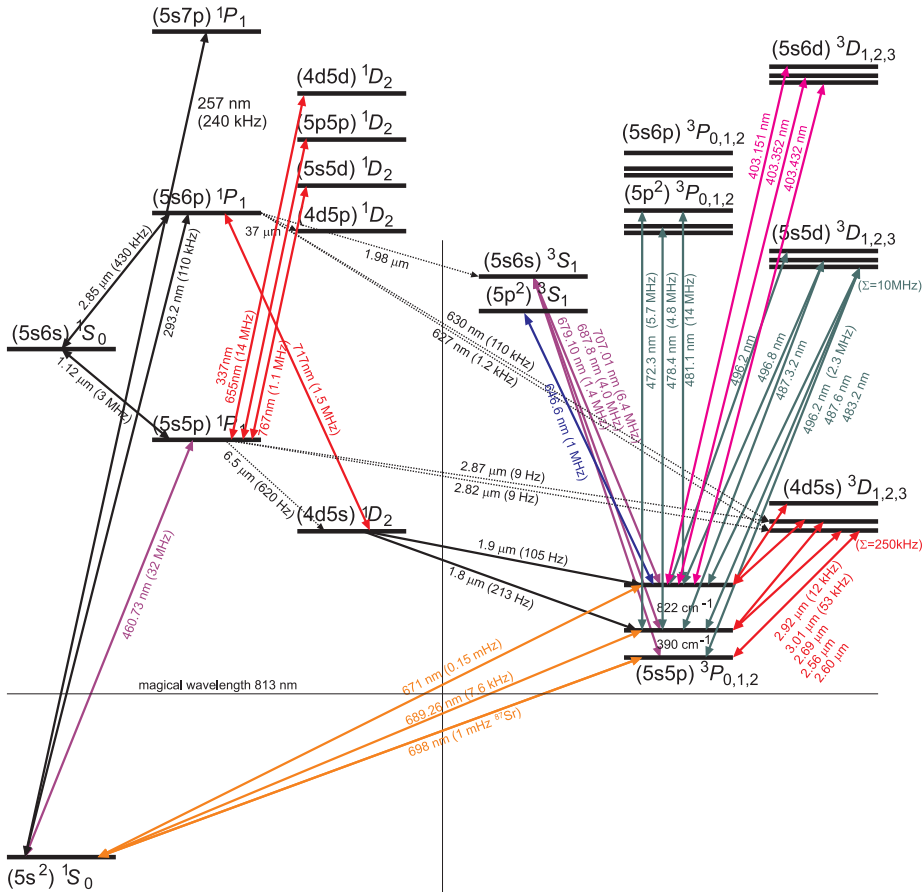 (5s7p) ¹P₁
257 nm
(240 kHz)
(4d5d) ¹D₂
(5p5p) ¹D₂
(5s5d) ¹D₂
(4d5p) ¹D₂
(5s6p) ¹P₁
37 µm
1.98 µm
2.85 µm (430 kHz)
293.2 nm (110 kHz)
(5s6s) ¹S₀
1.12 µm (3 MHz)
(5s5p) ¹P₁
337nm
655nm (14 MHz)
767nm (1.1 MHz)
717nm (1.5 MHz)
6.5 µm (620 Hz)
(4d5s) ¹D₂
460.73 nm (32 MHz)
(5s6s) ³S₁
(5p²) ³S₁
630 nm (110 kHz)
627 nm (1.2 kHz)
707.01 nm (6.4 MHz)
687.8 nm (4.0 MHz)
679.10 nm (1.4 MHz)
646.6 nm (1 MHz)
2.87 µm (9 Hz)
2.82 µm (9 Hz)
1.9 µm (105 Hz)
1.8 µm (213 Hz)
(5s6p) ³P₀,₁,₂
(5p²) ³P₀,₁,₂
472.3 nm (5.7 MHz)
478.4 nm (4.8 MHz)
481.1 nm (14 MHz)
(5s6d) ³D₁,₂,₃
403.151 nm
403.352 nm
403.432 nm
(5s5d) ³D₁,₂,₃
(Σ=10MHz)
496.2 nm
496.8 nm
487.3.2 nm
496.2 nm (2.3 MHz)
487.6 nm
483.2 nm
(4d5s) ³D₁,₂,₃
(Σ=250kHz)
822 cm⁻¹
390 cm⁻¹
(5s5p) ³P₀,₁,₂
2.92 µm (12 kHz)
3.01 µm (53 kHz)
2.69 µm
2.56 µm
2.60 µm
magical wavelength 813 nm
671 nm (0.15 mHz)
689.26 nm (7.6 kHz)
698 nm (1 mHz ⁸⁷Sr)
(5s²) ¹S₀